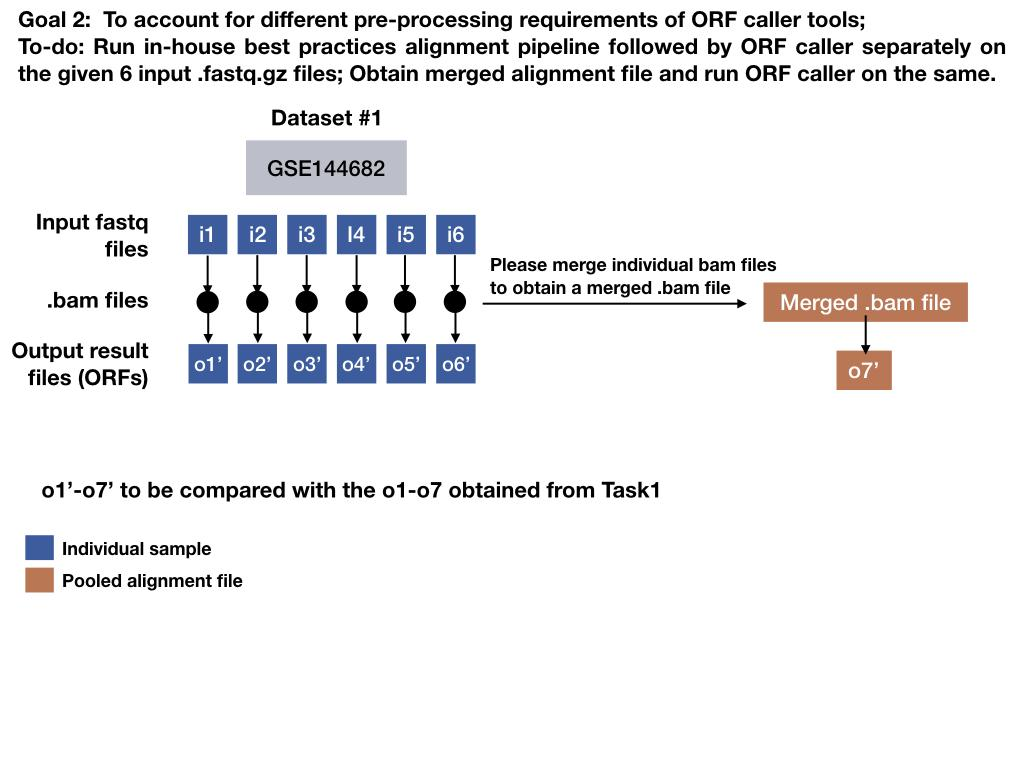 Goal 2:  To account for different pre-processing requirements of ORF caller tools;
To-do: Run in-house best practices alignment pipeline followed by ORF caller separately on
the given 6 input .fastq.gz files; Obtain merged alignment file and run ORF caller on the same.
Dataset #1
GSE144682
Input fastq
files
i1 i2 i3 I4 i5 i6
Please merge individual bam files
to obtain a merged .bam file
.bam files
Merged .bam file
Output result
files (ORFs)
o1’ o2’ o3’ o4’ o5’ o6’
o7’
o1’-o7’ to be compared with the o1-o7 obtained from Task1
Individual sample
Pooled alignment file